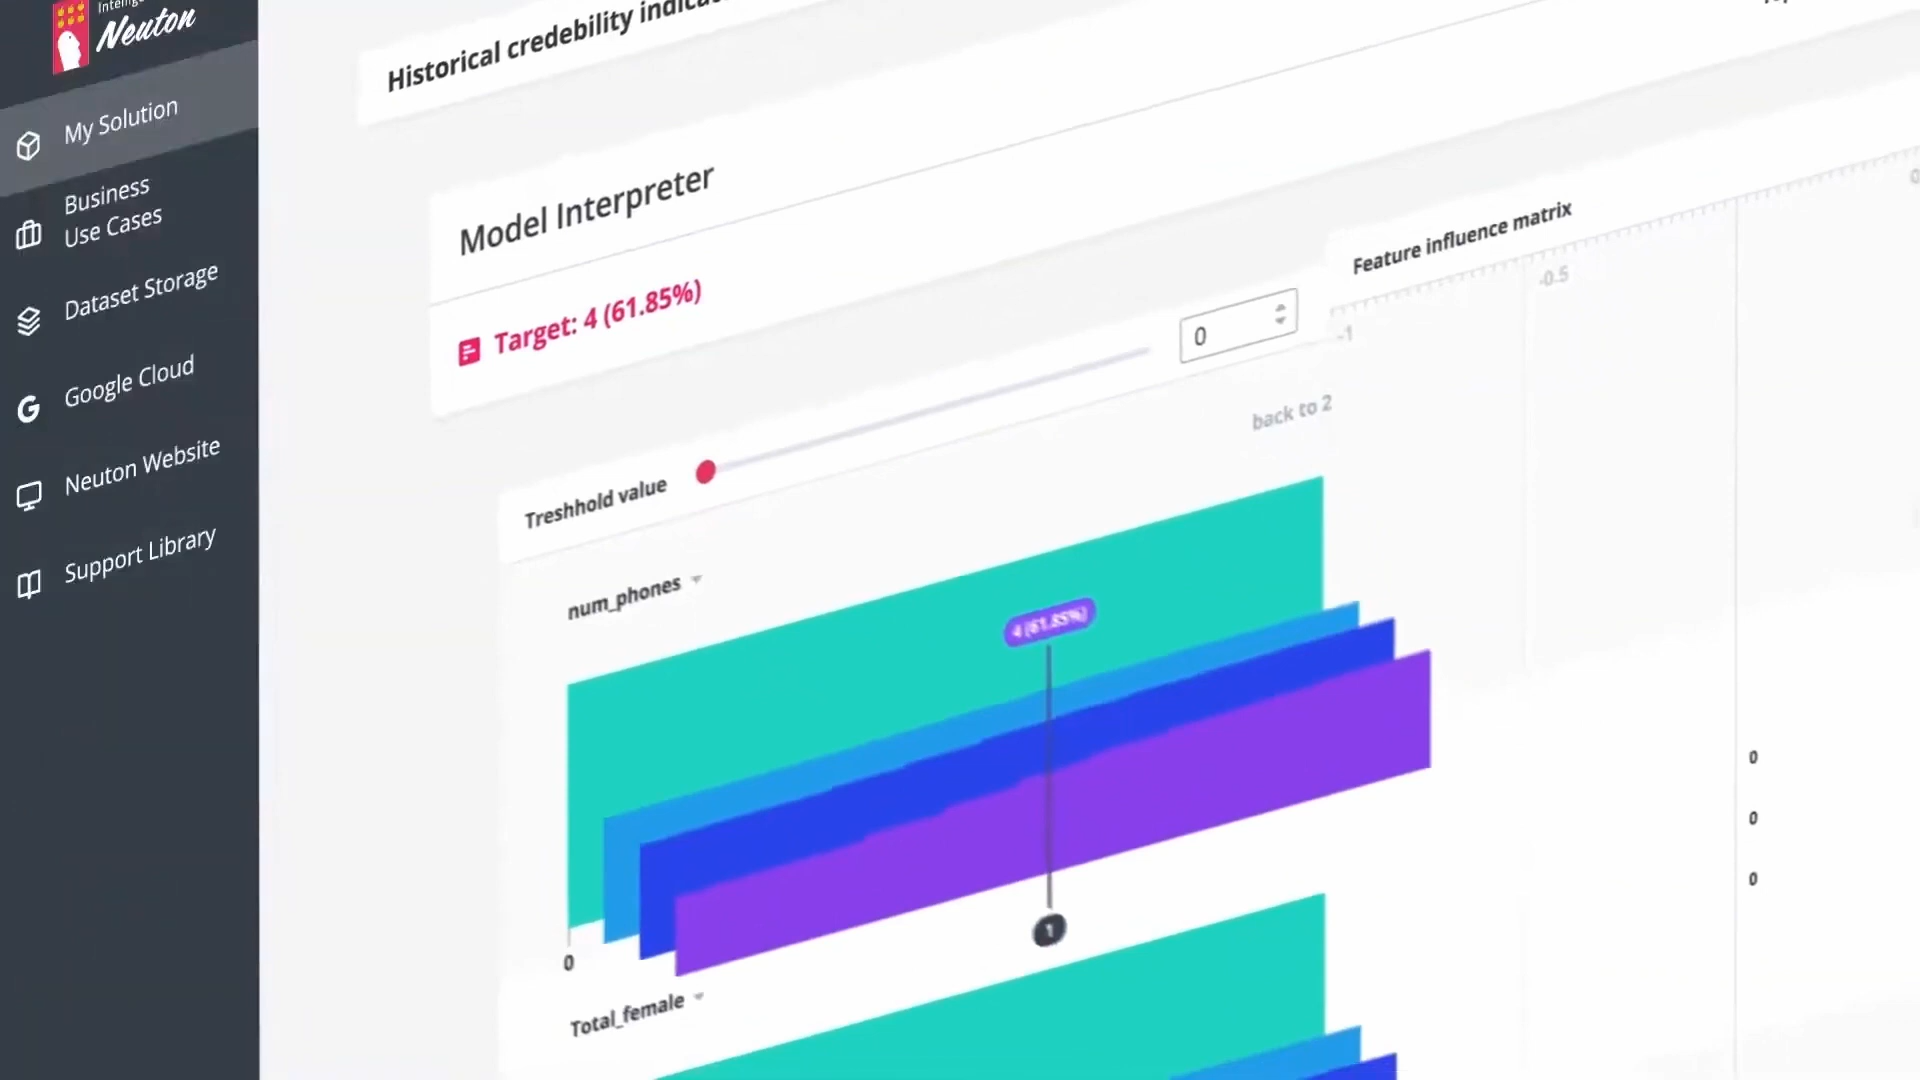 Neuton
My Solution
Business
Use Cases
Dataset Storage
Google Cloud
Neuton Website
Support Library
Historical credebility
Model Interpreter
Target: 4 (61.85%)
Treshhold value
0
back to 2
num_phones
4 (61.85%)
0
1
Total_female
Feature influence matrix
-1
-0.5
0
0
0